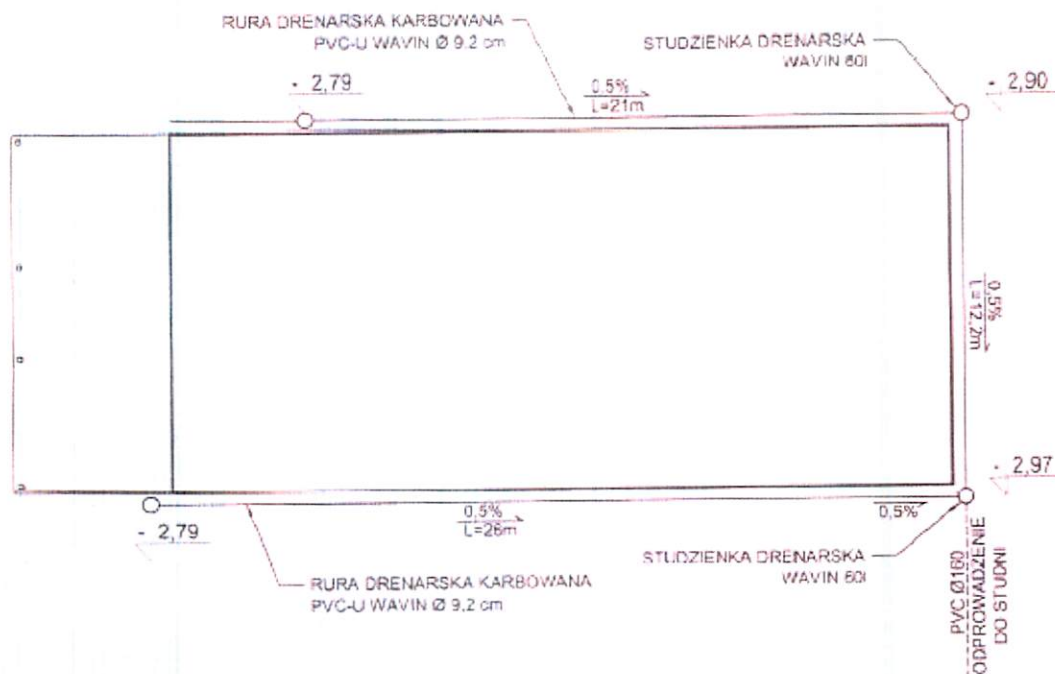 RURA DRENARSKA KARBOWANA
PVC-U WAVIN Ø 9.2 cm
STUDZIENKA DRENARSKA
WAVIN 60l
- 2,79
0,5%
L=21m
- 2,90
0,5%
L=12,2m
- 2,97
- 2,79
0,5%
L=26m
0,5%
RURA DRENARSKA KARBOWANA
PVC-U WAVIN Ø 9,2 cm
STUDZIENKA DRENARSKA
WAVIN 60l
PVC Ø160
ODPROWADZENIE
DO STUDNI